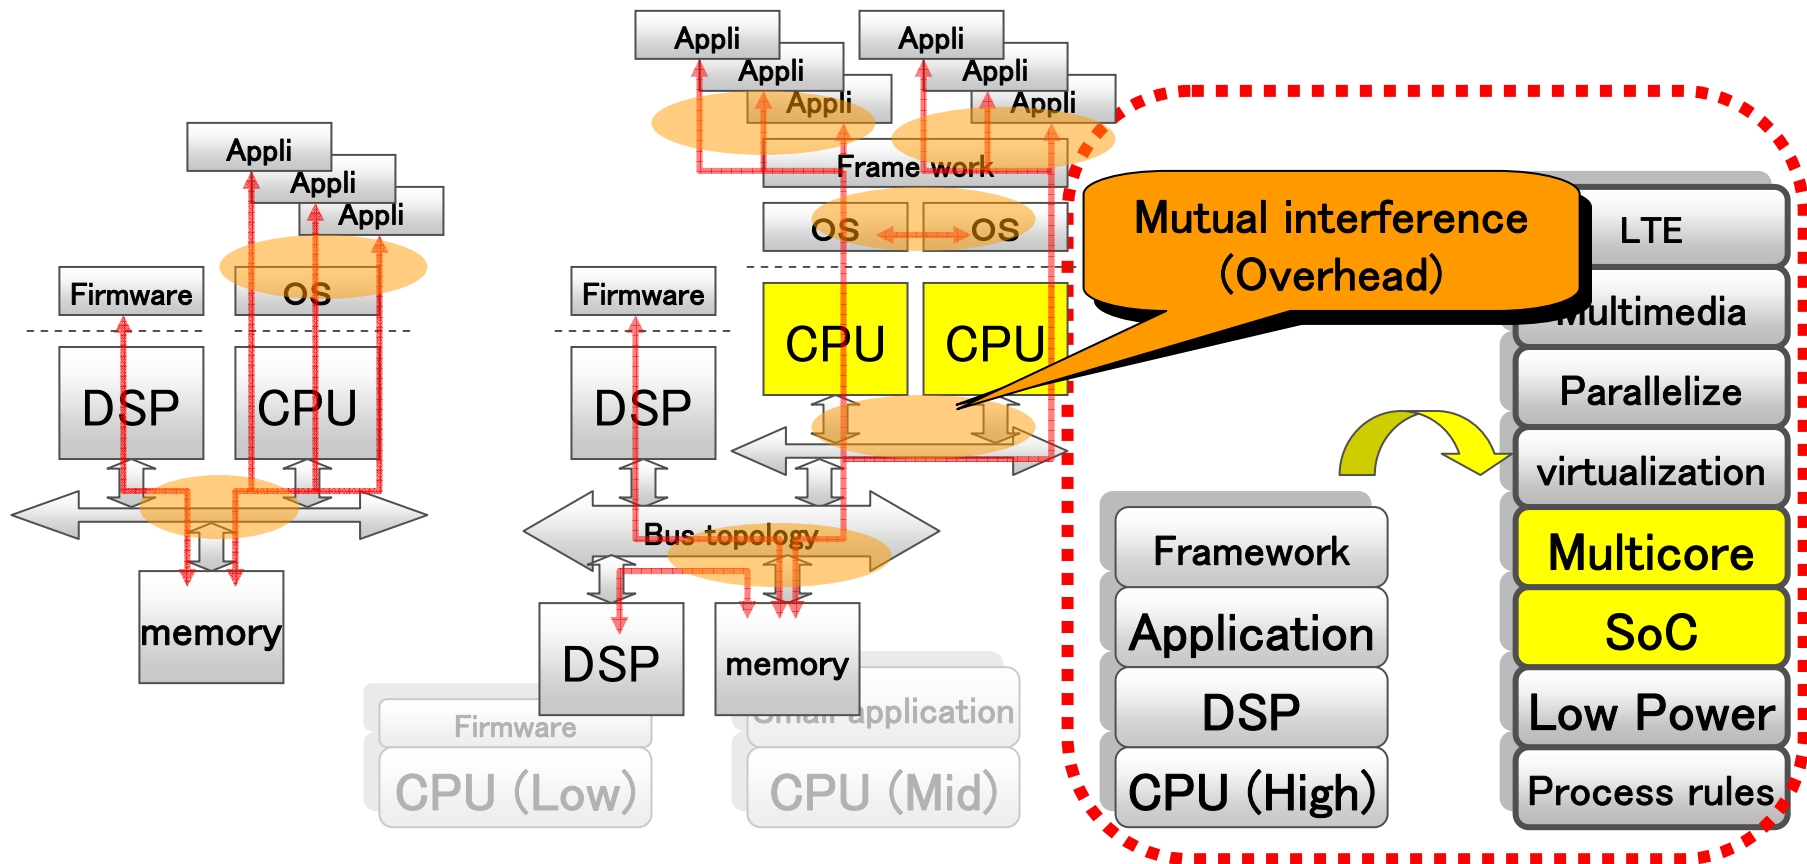 Appli
Appli
Appli
Firmware
OS
DSP
CPU
memory
Appli
Appli
Appli
Appli
Appli
Appli
Frame work
OS
OS
Firmware
CPU
CPU
DSP
Bus topology
DSP
memory
Firmware
CPU (Low)
Small application
CPU (Mid)
Mutual interference
(Overhead)
Framework
Application
DSP
CPU (High)
LTE
Multimedia
Parallelize
virtualization
Multicore
SoC
Low Power
Process rules